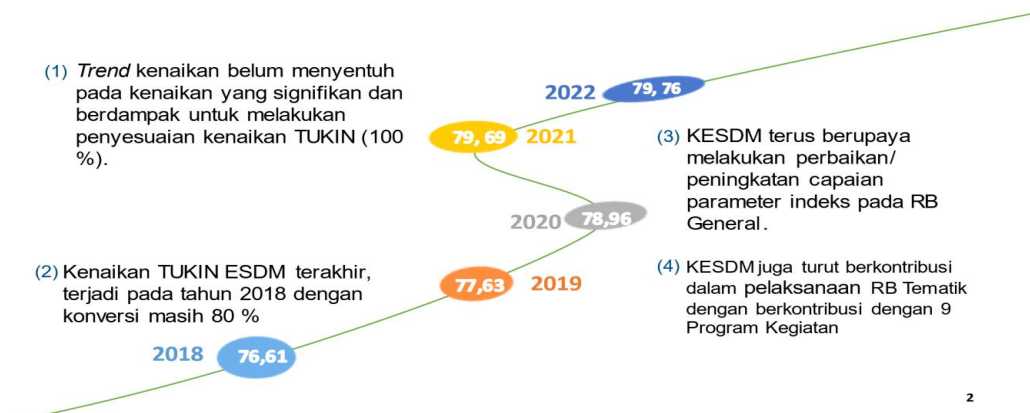 (1) Trend kenaikan belum menyentuh
pada kenaikan yang signifikan dan
berdampak untuk melakukan
penyesuaian kenaikan TUKIN (100
%).
2022 79, 76
79, 69 2021
(3) KESDM terus berupaya
melakukan perbaikan/
peningkatan capaian
parameter indeks pada RB
General.
2020 78,96
(2) Kenaikan TUKIN ESDM terakhir,
terjadi pada tahun 2018 dengan
konversi masih 80 %
77,63 2019
(4) KESDM juga turut berkontribusi
dalam pelaksanaan RB Tematik
dengan berkontribusi dengan 9
Program Kegiatan
2018 76,61
2